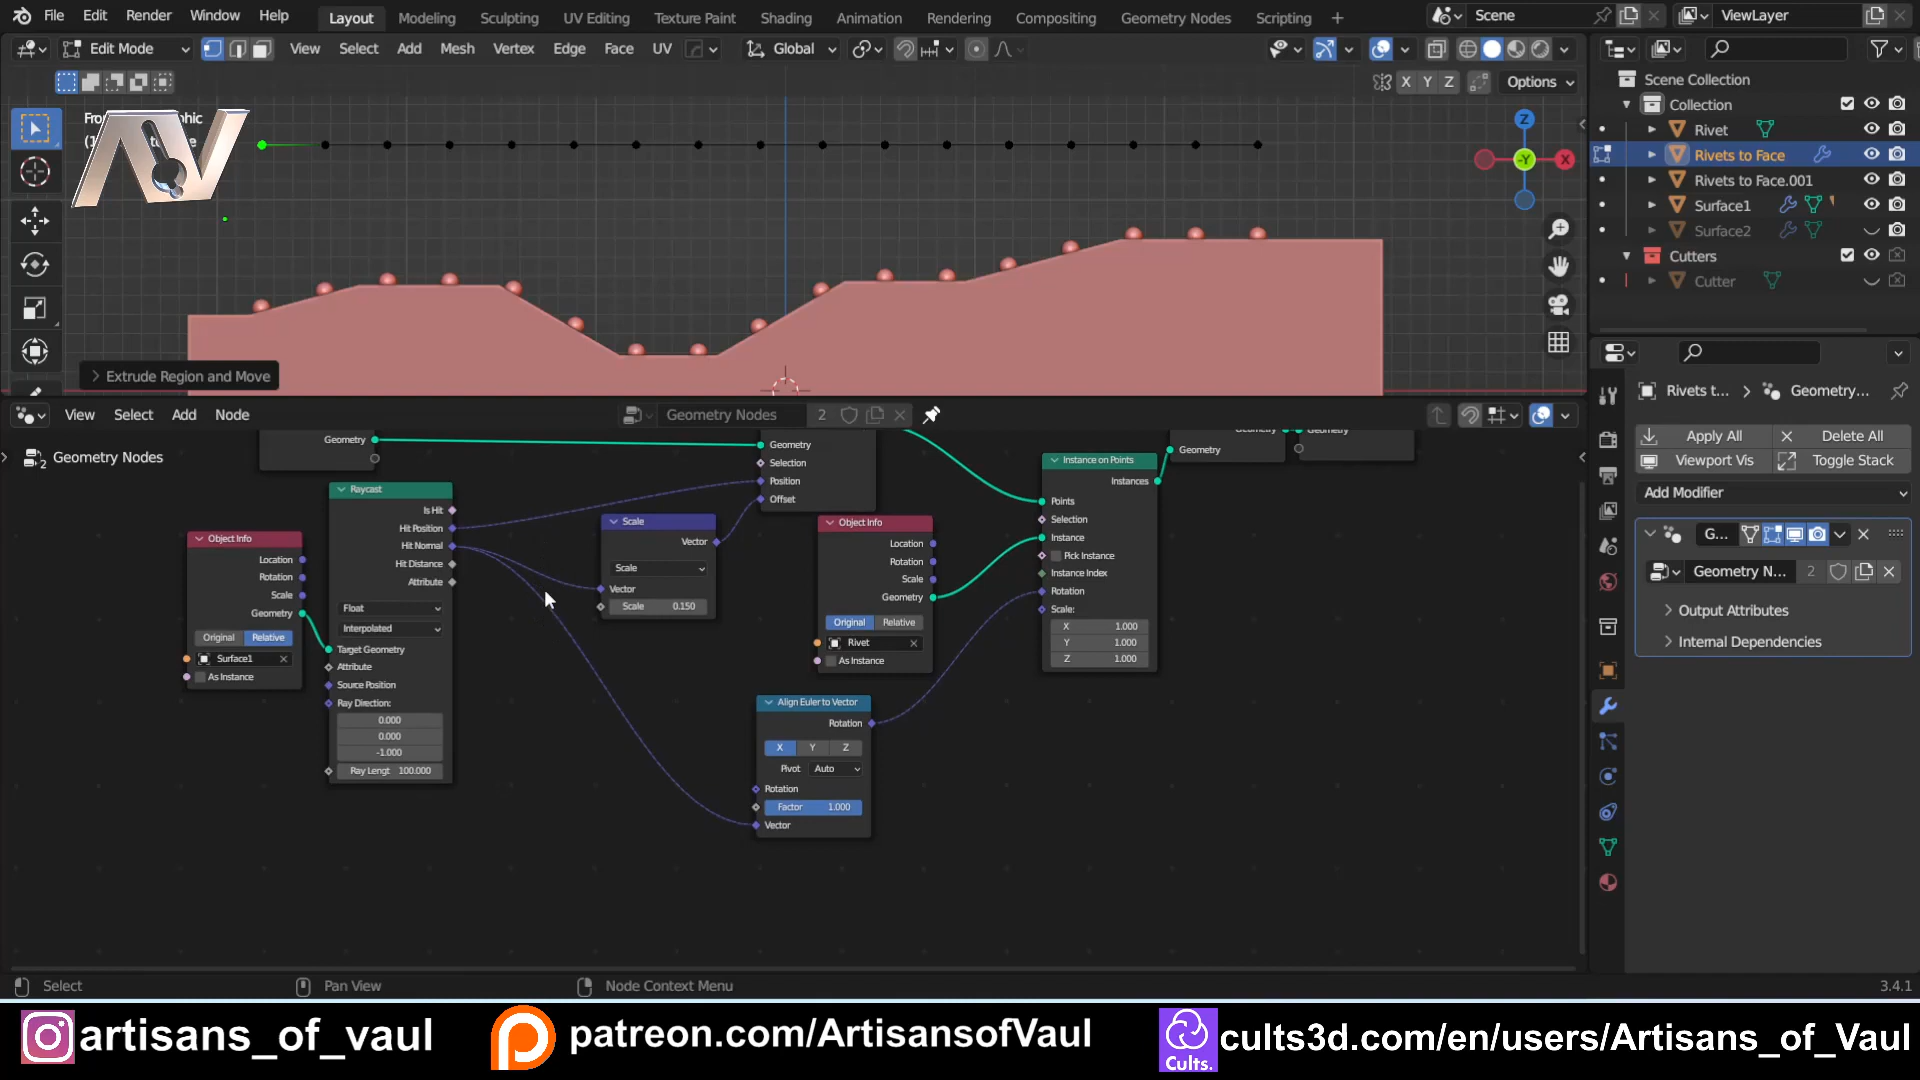 File Edit Render Window Help Layout Modeling Sculpting UV Editing Texture Paint Shading Animation Rendering Compositing Geometry Nodes Scripting + Scene ViewLayer
Edit Mode View Select Add Mesh Vertex Edge Face UV Global
X Y Z Options
Scene Collection
Collection
Rivet
Rivets to Face
Rivets to Face.001
Surface1
Surface2
Cutters
Cutter
Z
-Y
X
Extrude Region and Move
View Select Add Node Geometry Nodes 2
Geometry Nodes
Geometry
Geometry
Selection
Position
Offset
Geometry
Raycast
Is Hit
Hit Position
Hit Normal
Hit Distance
Attribute
Float
Interpolated
Target Geometry
Attribute
Source Position
Ray Direction:
0.000
0.000
-1.000
Ray Lengt 100.000
Object Info
Location
Rotation
Scale
Geometry
Original Relative
Surface1
As Instance
Scale
Vector
Scale
Vector
Scale 0.150
Object Info
Location
Rotation
Scale
Geometry
Original Relative
Rivet
As Instance
Align Euler to Vector
Rotation
X Y Z
Pivot Auto
Rotation
Factor 1.000
Vector
Instance on Points
Instances
Points
Selection
Instance
Pick Instance
Instance Index
Rotation
Scale:
X 1.000
Y 1.000
Z 1.000
Rivets t... Geometry...
Apply All Delete All
Viewport Vis Toggle Stack
Add Modifier
G...
Geometry N... 2
Output Attributes
Internal Dependencies
Select Pan View Node Context Menu 3.4.1
artisans_of_vaul patreon.com/ArtisansofVaul cults3d.com/en/users/Artisans_of_Vaul
Cults.